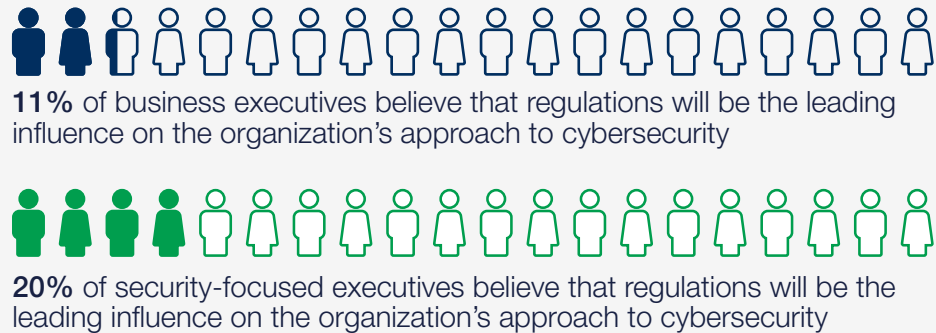 11% of business executives believe that regulations will be the leading
influence on the organization’s approach to cybersecurity
20% of security-focused executives believe that regulations will be the
leading influence on the organization’s approach to cybersecurity